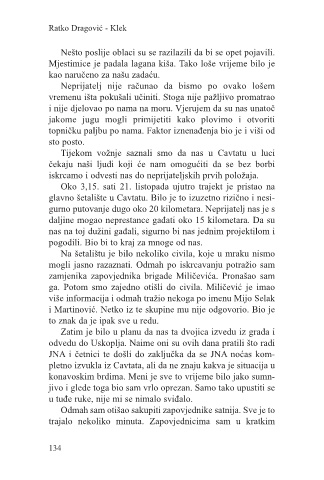 Ratko Dragović - Klek
Nešto poslije oblaci su se razilazili da bi se opet pojavili.
Mjestimice je padala lagana kiša. Tako loše vrijeme bilo je
kao naručeno za našu zadaću.
Neprijatelj nije računao da bismo po ovako lošem
vremenu išta pokušali učiniti. Stoga nije pažljivo promatrao
i nije djelovao po nama na moru. Vjerujem da su nas unatoč
jakome jugu mogli primijetiti kako plovimo i otvoriti
topničku paljbu po nama. Faktor iznenađenja bio je i viši od
sto posto.
Tijekom vožnje saznali smo da nas u Cavtatu u luci
čekaju naši ljudi koji će nam omogućiti da se bez borbi
iskrcamo i odvesti nas do neprijateljskih prvih položaja.
Oko 3,15. sati 21. listopada ujutro trajekt je pristao na
glavno šetalište u Cavtatu. Bilo je to izuzetno rizično i nesi-
gurno putovanje dugo oko 20 kilometara. Neprijatelj nas je s
daljine mogao neprestance gađati oko 15 kilometara. Da su
nas na toj dužini gađali, sigurno bi nas jednim projektilom i
pogodili. Bio bi to kraj za mnoge od nas.
Na šetalištu je bilo nekoliko civila, koje u mraku nismo
mogli jasno razaznati. Odmah po iskrcavanju potražio sam
zamjenika zapovjednika brigade Miličevića. Pronašao sam
ga. Potom smo zajedno otišli do civila. Miličević je imao
više informacija i odmah tražio nekoga po imenu Mijo Selak
i Martinović. Netko iz te skupine mu nije odgovorio. Bio je
to znak da je ipak sve u redu.
Zatim je bilo u planu da nas ta dvojica izvedu iz grada i
odvedu do Uskoplja. Naime oni su ovih dana pratili što radi
JNA i četnici te došli do zaključka da se JNA noćas kom-
pletno izvukla iz Cavtata, ali da ne znaju kakva je situacija u
konavoskim brdima. Meni je sve to vrijeme bilo jako sumn-
jivo i glede toga bio sam vrlo oprezan. Samo tako upustiti se
u tuđe ruke, nije mi se nimalo sviđalo.
Odmah sam otišao sakupiti zapovjednike satnija. Sve je to
trajalo nekoliko minuta. Zapovjednicima sam u kratkim
134